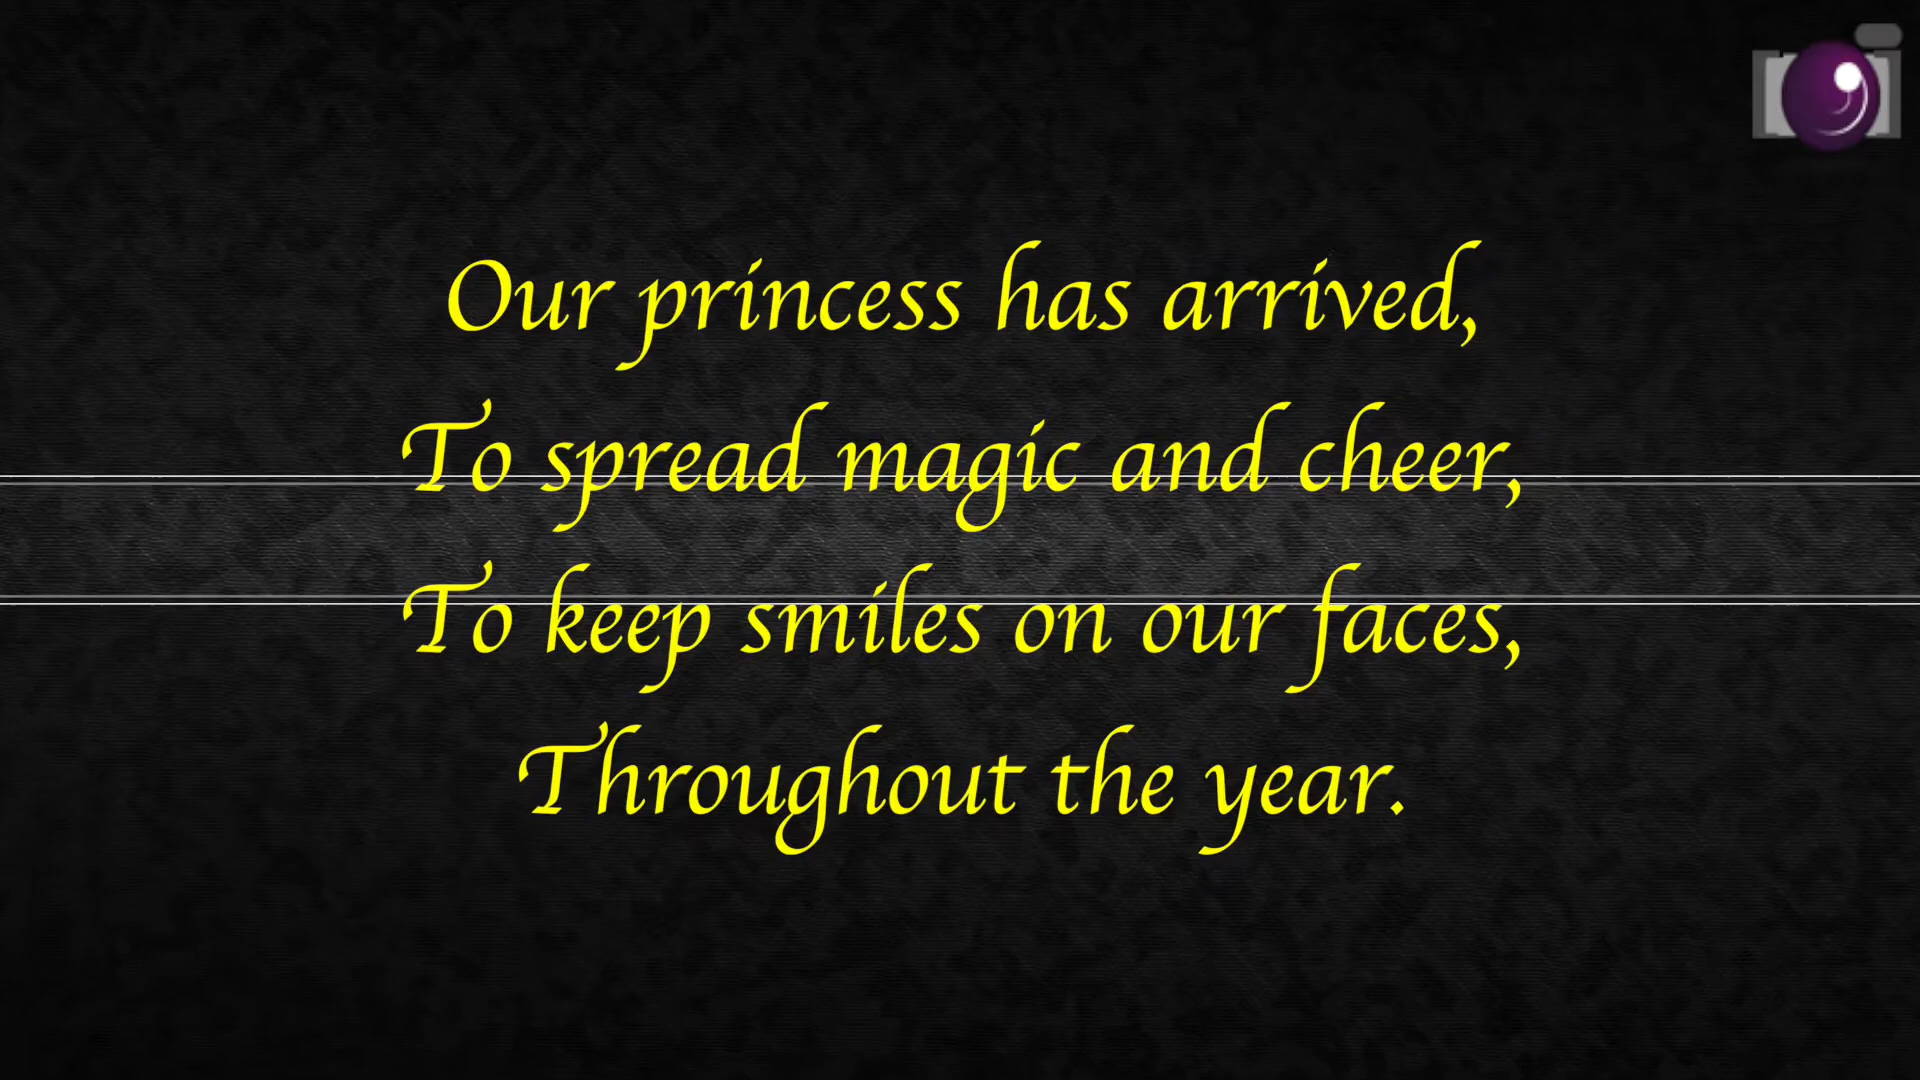 Our princess has arrived,
To spread magic and cheer,
To keep smiles on our faces,
Throughout the year.